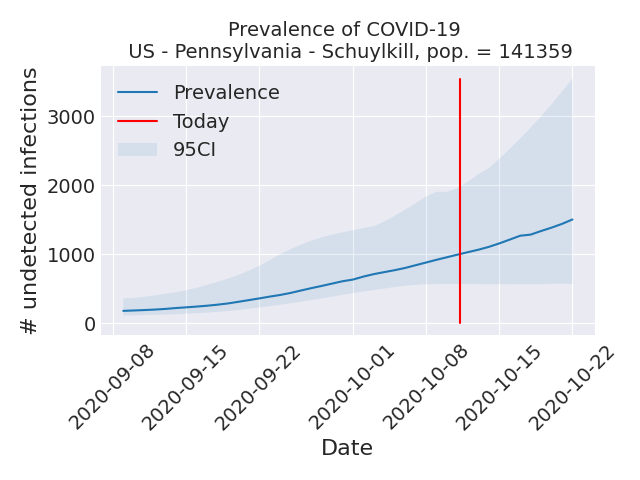 Prevalence of COVID-19
US - Pennsylvania - Schuylkill, pop. = 141359
# undetected infections
3000
2000
1000
0
Prevalence
Today
95CI
2020-09-08
2020-09-15
2020-09-22
2020-10-01
2020-10-08
2020-10-15
2020-10-22
Date